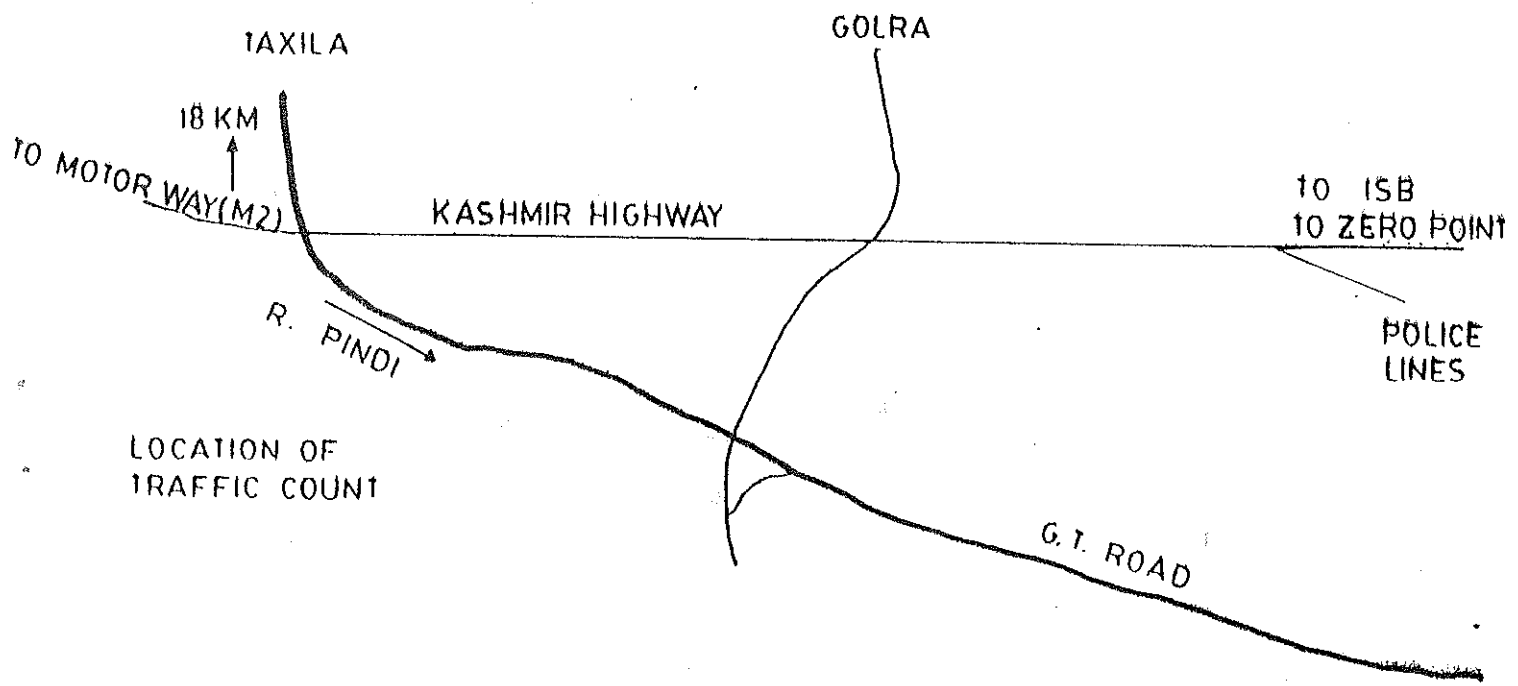 TAXILA
GOLRA
18 KM
TO MOTOR WAY(M2)
KASHMIR HIGHWAY
TO ISB
TO ZERO POINT
R. PINDI
POLICE
LINES
LOCATION OF
TRAFFIC COUNT
G.T. ROAD